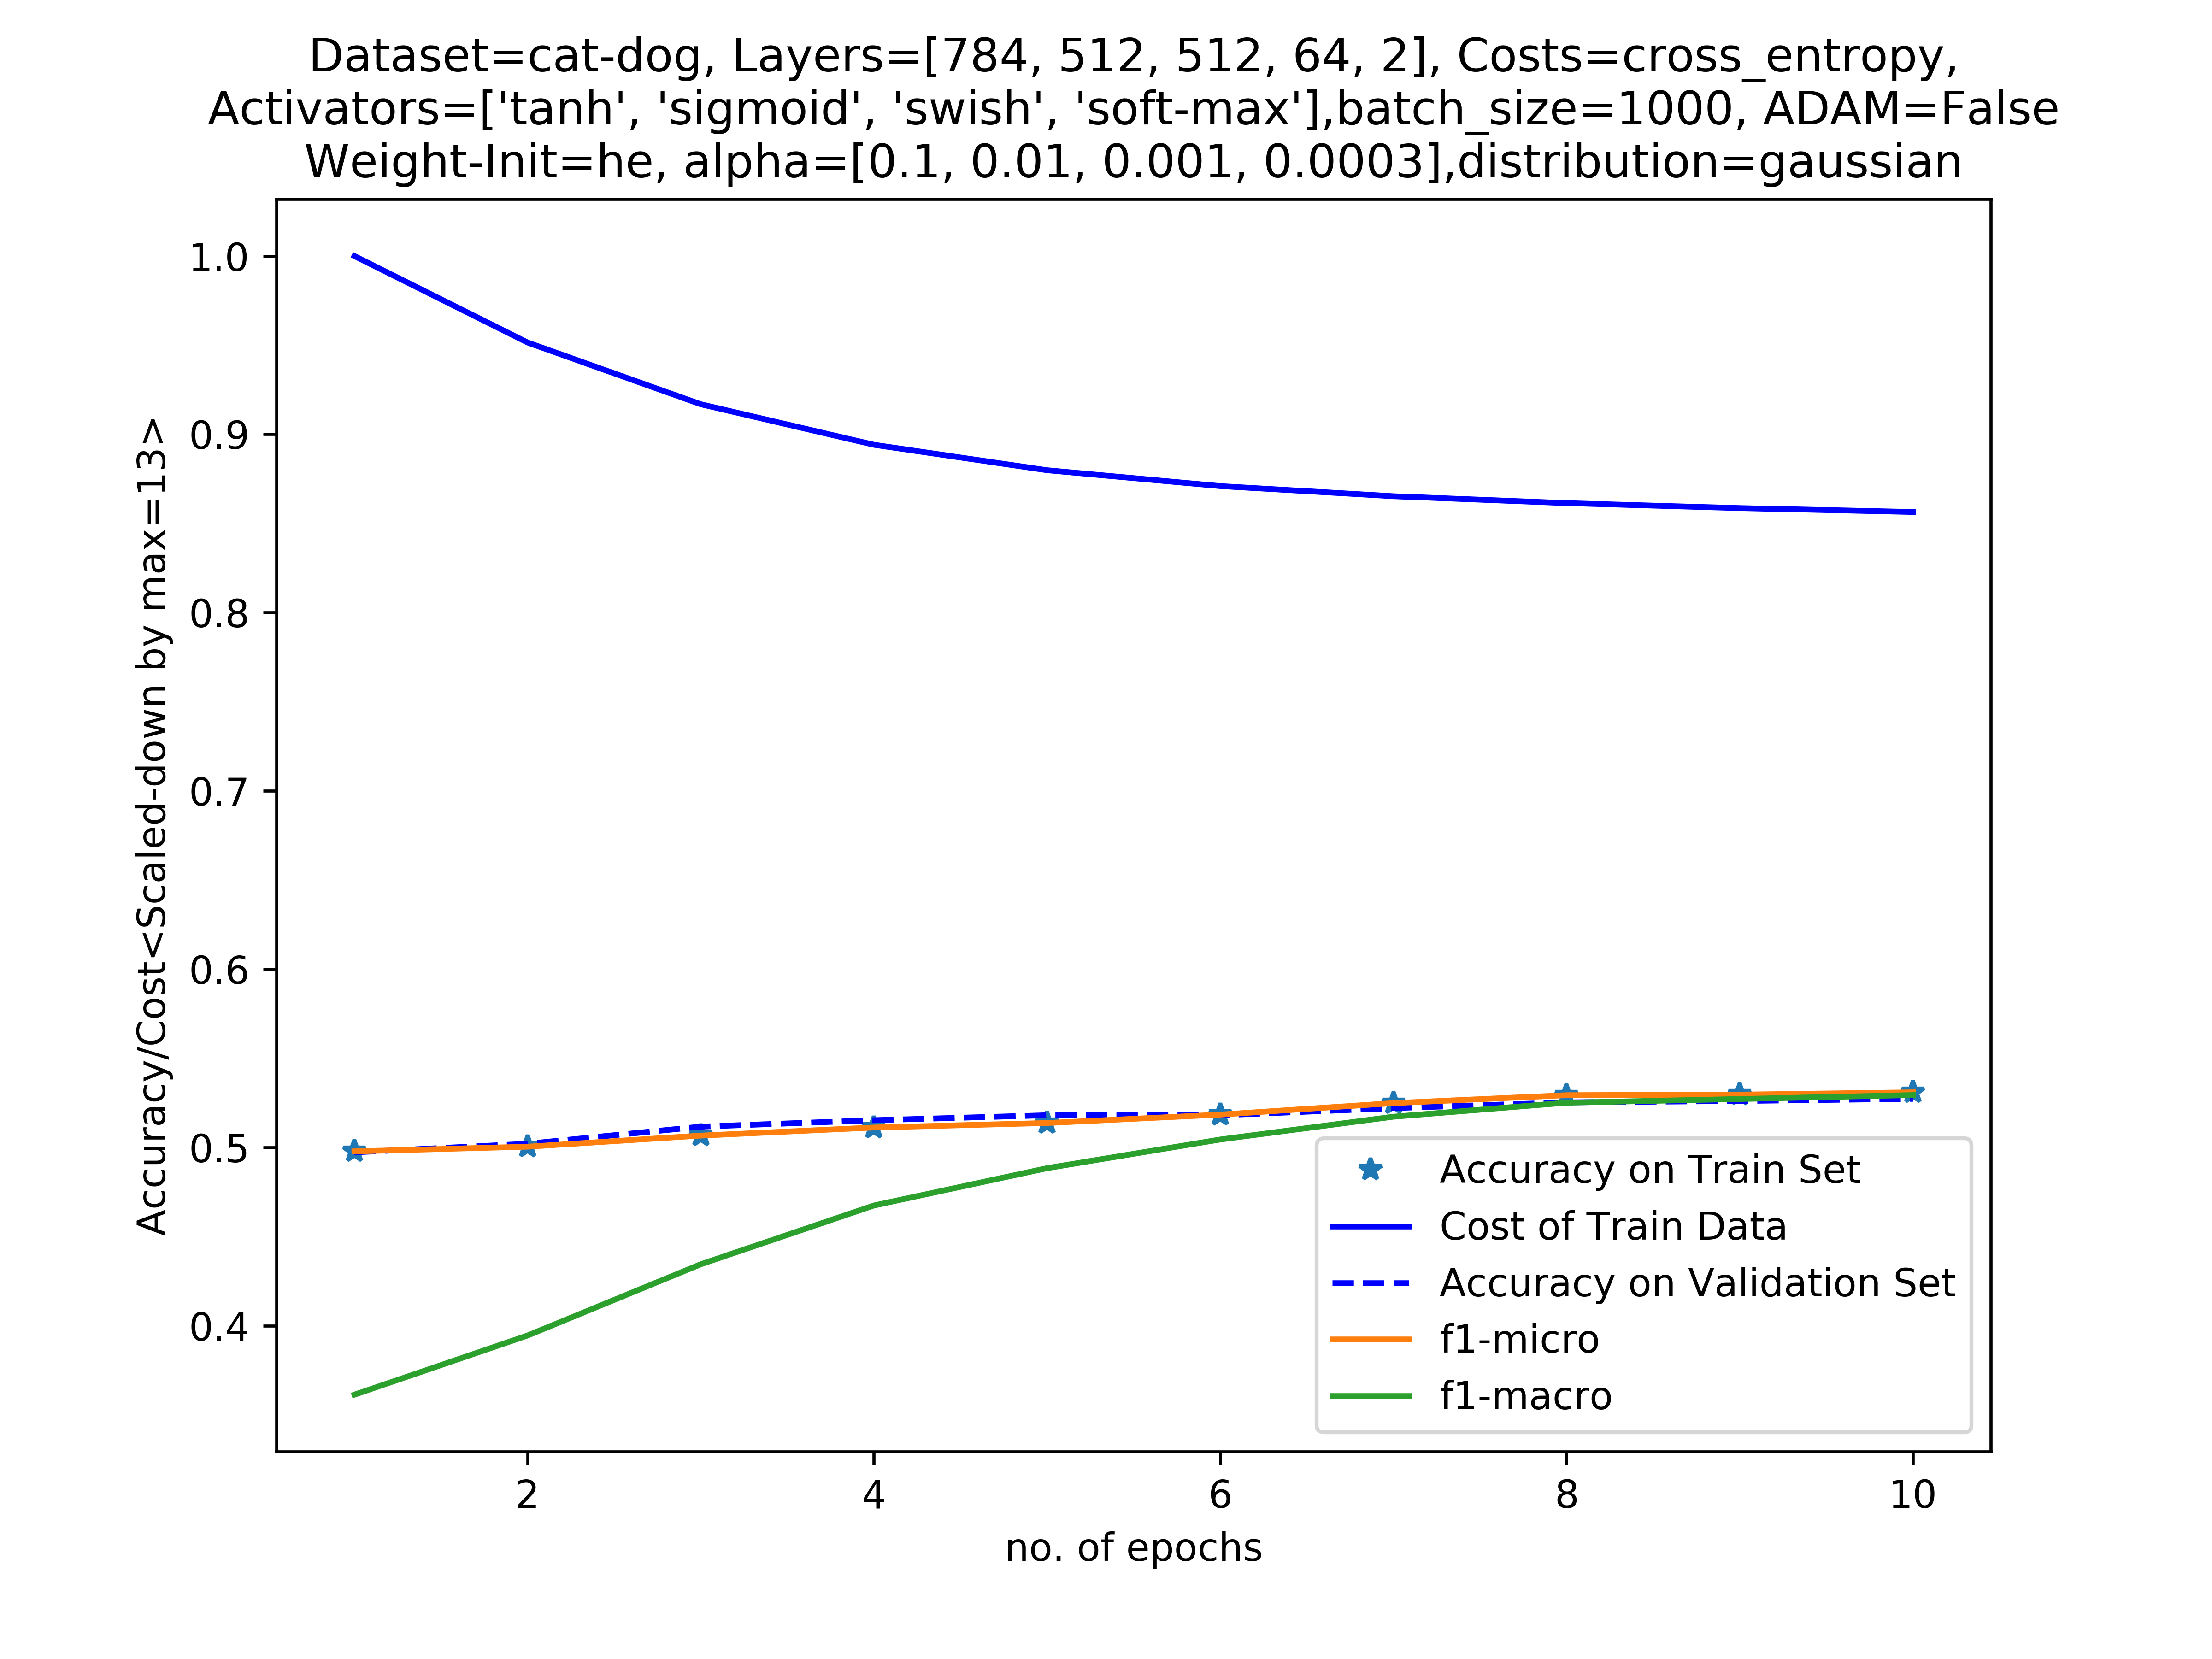 Dataset=cat-dog, Layers=[784, 512, 512, 64, 2], Costs=cross_entropy,
Activators=['tanh', 'sigmoid', 'swish', 'soft-max'],batch_size=1000, ADAM=False
Weight-Init=he, alpha=[0.1, 0.01, 0.001, 0.0003],distribution=gaussian
Accuracy/Cost<Scaled-down by max=13>
1.0
0.9
0.8
0.7
0.6
0.5
0.4
Accuracy on Train Set
Cost of Train Data
Accuracy on Validation Set
f1-micro
f1-macro
2 4 6 8 10
no. of epochs